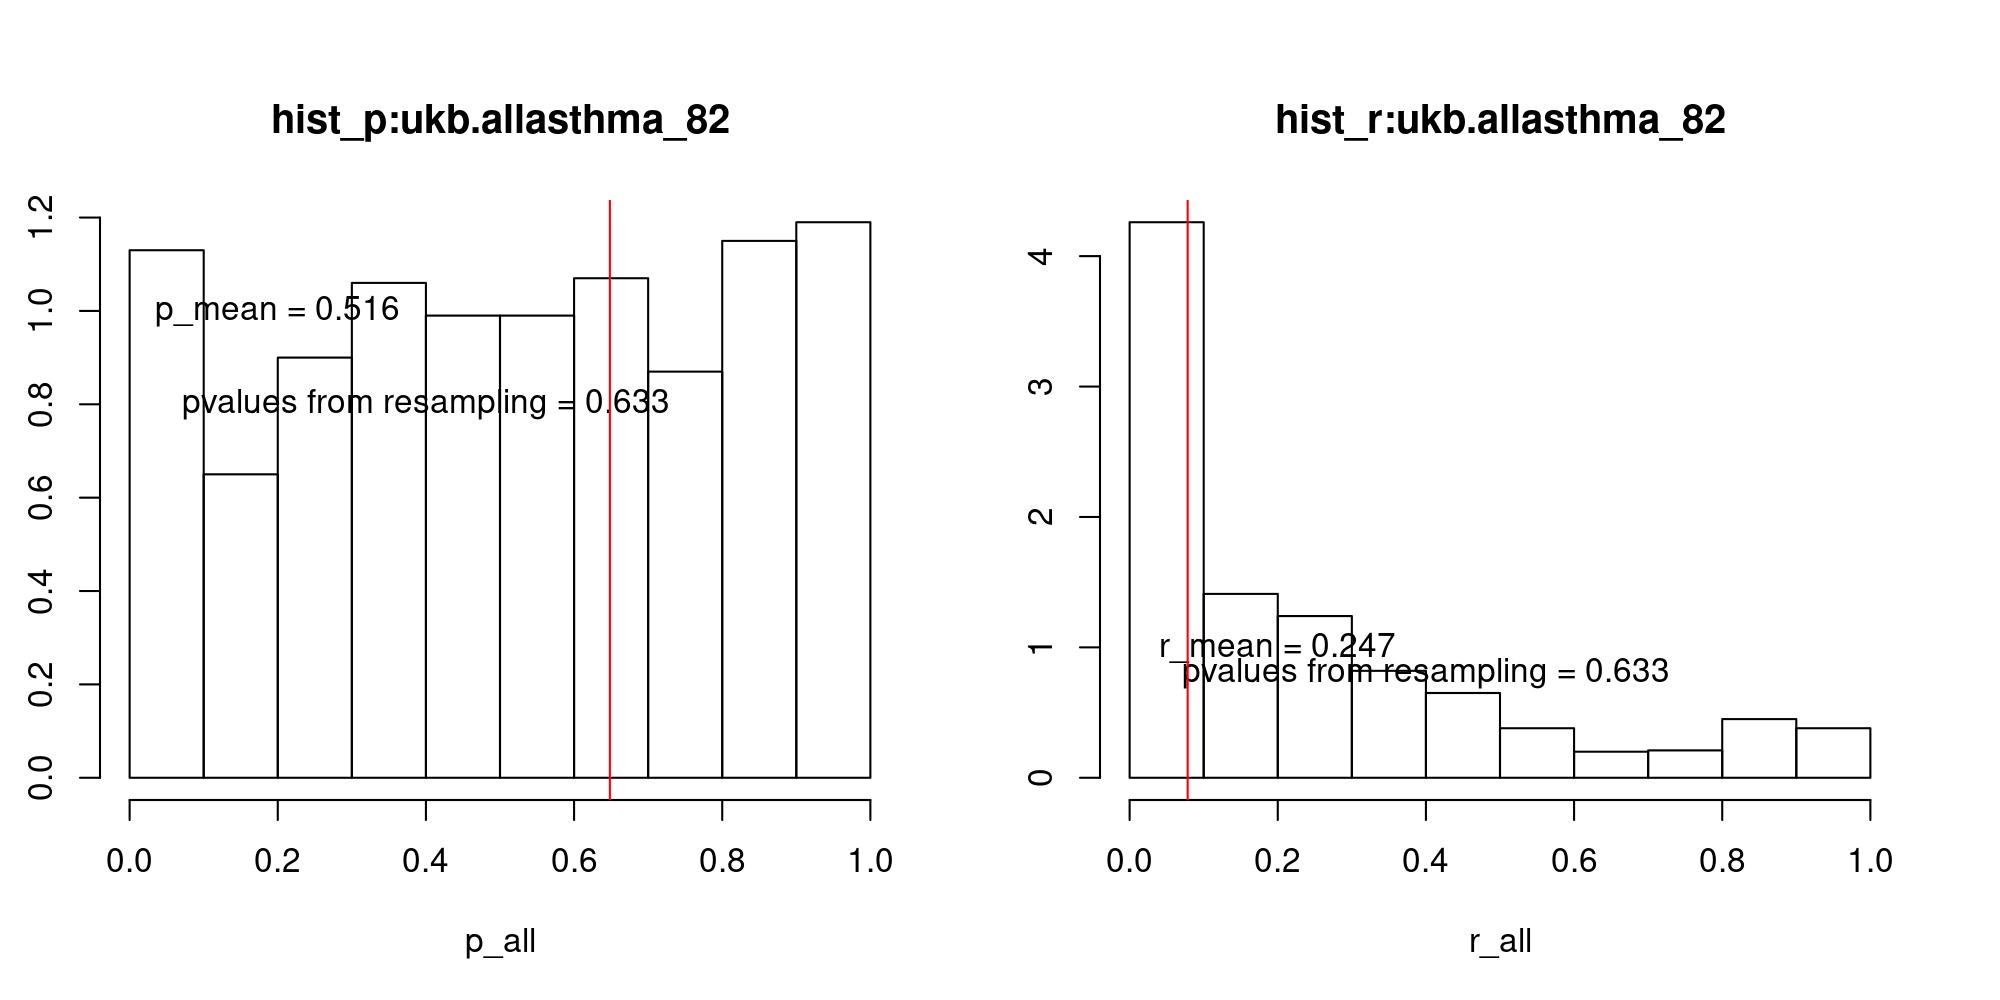 hist_p:ukb.allasthma_82
1.2
1.0
0.8
0.6
0.4
0.2
0.0
p_mean = 0.516
pvalues from resampling = 0.633
0.0 0.2 0.4 0.6 0.8 1.0
p_all
hist_r:ukb.allasthma_82
4
3
2
1
0
r_mean = 0.247
pvalues from resampling = 0.633
0.0 0.2 0.4 0.6 0.8 1.0
r_all